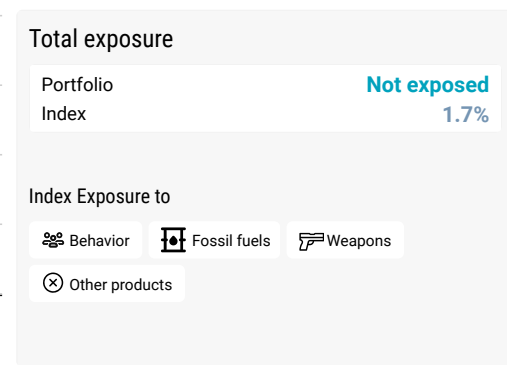 Total exposure
Portfolio Not exposed
Index 1.7%
Index Exposure to
Behavior Fossil fuels Weapons
Other products